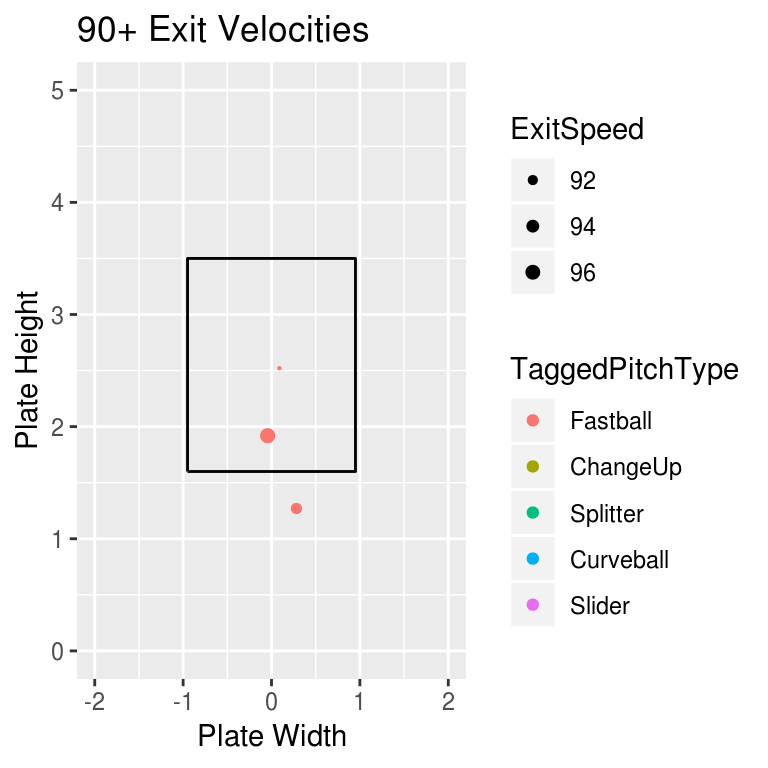 90+ Exit Velocities
5
4
3
2
1
0
Plate Height
-2 -1 0 1 2
Plate Width
ExitSpeed
92
94
96
TaggedPitchType
Fastball
ChangeUp
Splitter
Curveball
Slider